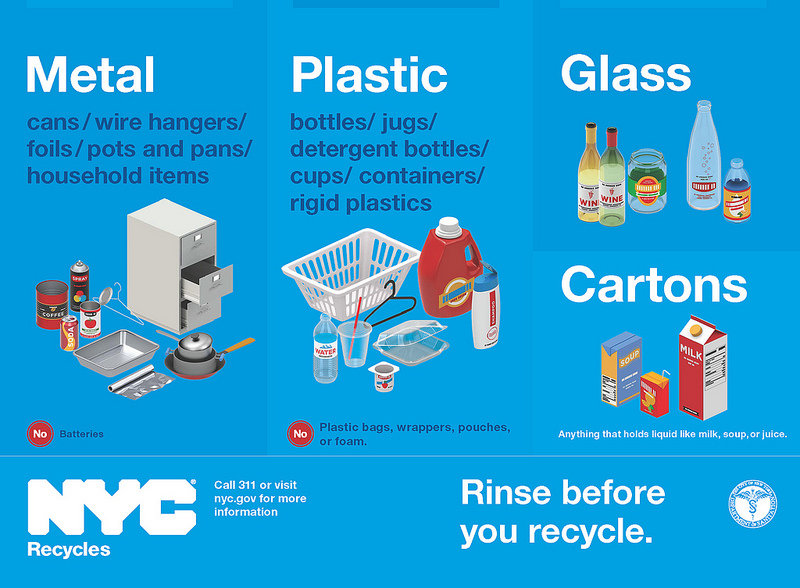 Metal
cans/wire hangers/
foils/pots and pans/
household items
COFFEE
SPRAY
SODA
No
Batteries
Plastic
bottles/ jugs/
detergent bottles/
cups/ containers/
rigid plastics
WATER
SHAMPOO
No
Plastic bags, wrappers, pouches,
or foam.
Glass
WINE
WINE
Cartons
SOUP
MILK
Anything that holds liquid like milk, soup, or juice.
NYC®
Recycles
Call 311 or visit
nyc.gov for more
information
Rinse before
you recycle.